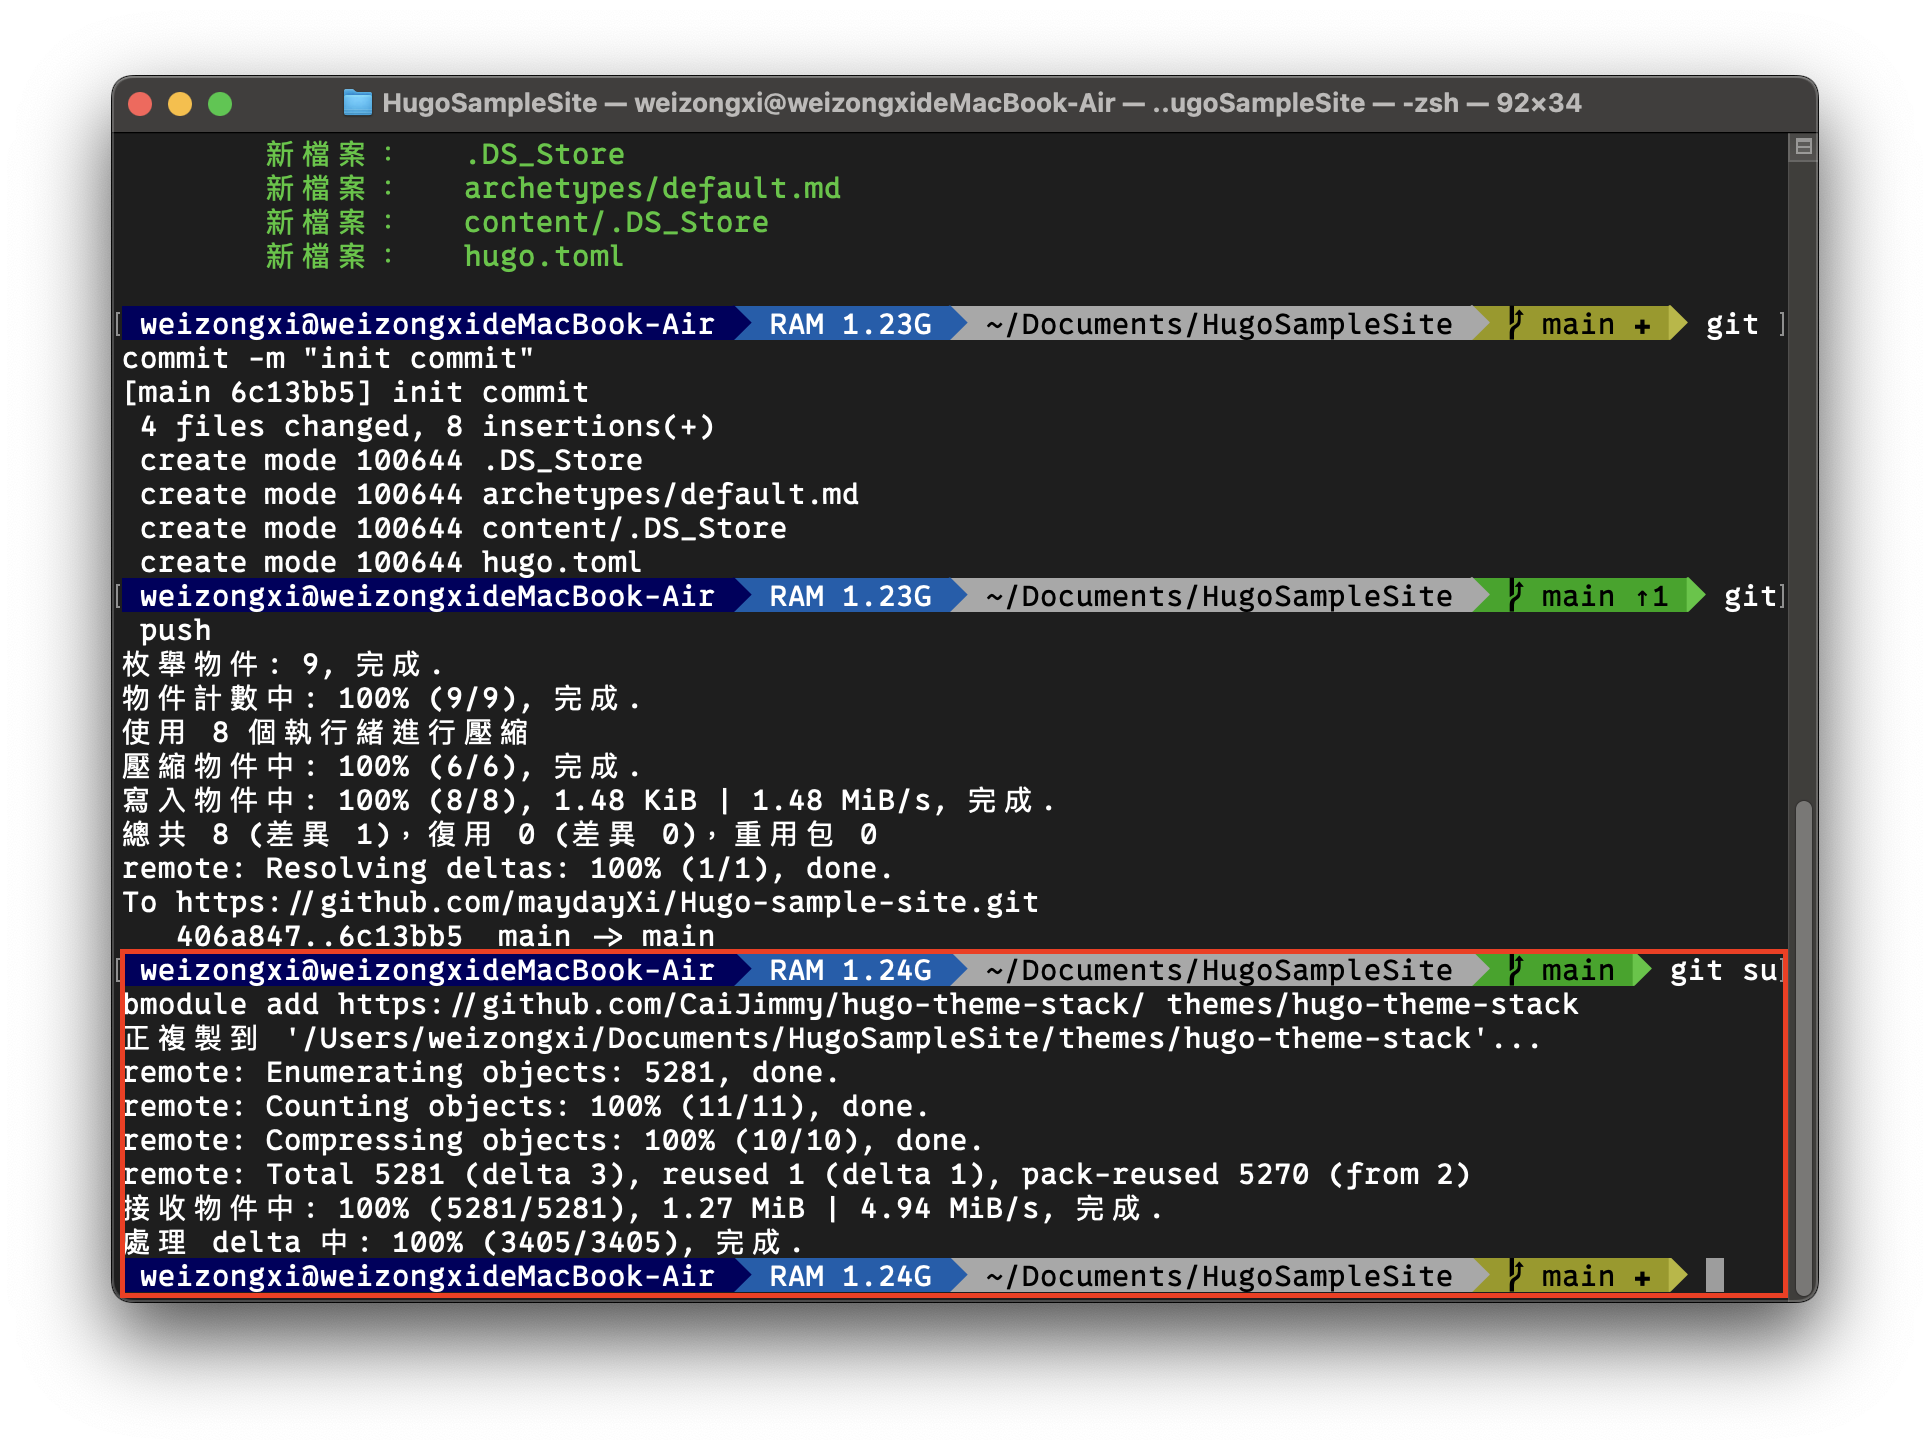 HugoSampleSite — weizongxi@weizongxideMacBook-Air — ..ugoSampleSite — -zsh — 92×34
新檔案： .DS_Store
新檔案： archetypes/default.md
新檔案： content/.DS_Store
新檔案： hugo.toml
weizongxi@weizongxideMacBook-Air RAM 1.23G ~/Documents/HugoSampleSite main + git
commit -m "init commit"
[main 6c13bb5] init commit
4 files changed, 8 insertions(+)
create mode 100644 .DS_Store
create mode 100644 archetypes/default.md
create mode 100644 content/.DS_Store
create mode 100644 hugo.toml
weizongxi@weizongxideMacBook-Air RAM 1.23G ~/Documents/HugoSampleSite main ↑1 git
push
枚舉物件: 9, 完成.
物件計數中: 100% (9/9), 完成.
使用 8 個執行緒進行壓縮
壓縮物件中: 100% (6/6), 完成.
寫入物件中: 100% (8/8), 1.48 KiB | 1.48 MiB/s, 完成.
總共 8 (差異 1)，復用 0 (差異 0)，重用包 0
remote: Resolving deltas: 100% (1/1), done.
To https://github.com/maydayXi/Hugo-sample-site.git
406a847..6c13bb5 main -> main
weizongxi@weizongxideMacBook-Air RAM 1.24G ~/Documents/HugoSampleSite main git su
bmodule add https://github.com/CaiJimmy/hugo-theme-stack/ themes/hugo-theme-stack
正複製到 '/Users/weizongxi/Documents/HugoSampleSite/themes/hugo-theme-stack'...
remote: Enumerating objects: 5281, done.
remote: Counting objects: 100% (11/11), done.
remote: Compressing objects: 100% (10/10), done.
remote: Total 5281 (delta 3), reused 1 (delta 1), pack-reused 5270 (from 2)
接收物件中: 100% (5281/5281), 1.27 MiB | 4.94 MiB/s, 完成.
處理 delta 中: 100% (3405/3405), 完成.
weizongxi@weizongxideMacBook-Air RAM 1.24G ~/Documents/HugoSampleSite main +